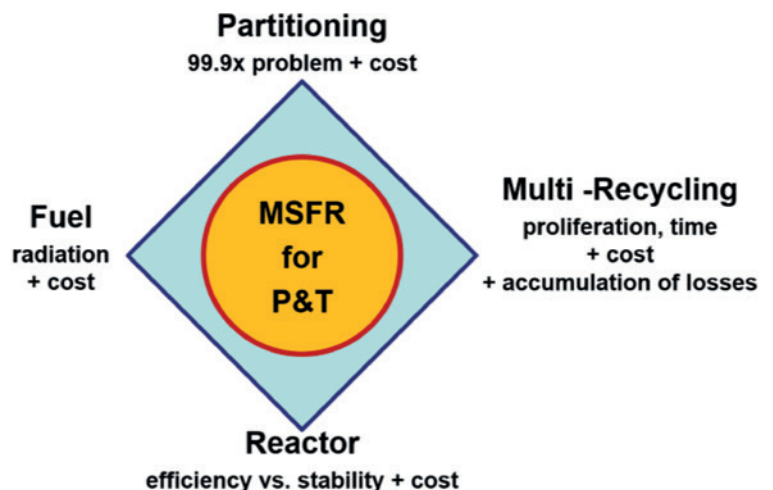 Partitioning
99.9x problem + cost
Fuel
radiation
+ cost
MSFR
for
P&T
Multi -Recycling
proliferation, time
+ cost
+ accumulation of losses
Reactor
efficiency vs. stability + cost